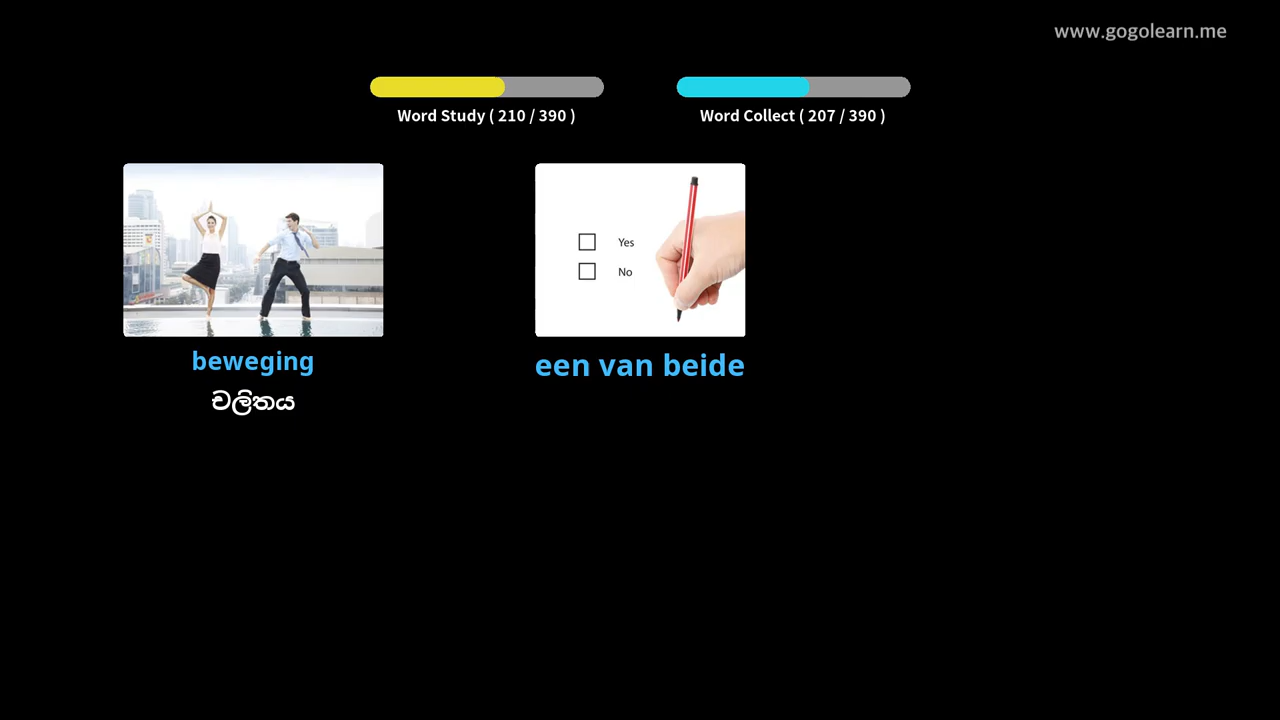 www.gogolearn.me
Word Study ( 210 / 390 )
Word Collect ( 207 / 390 )
Yes
No
beweging
een van beide
චලිතය